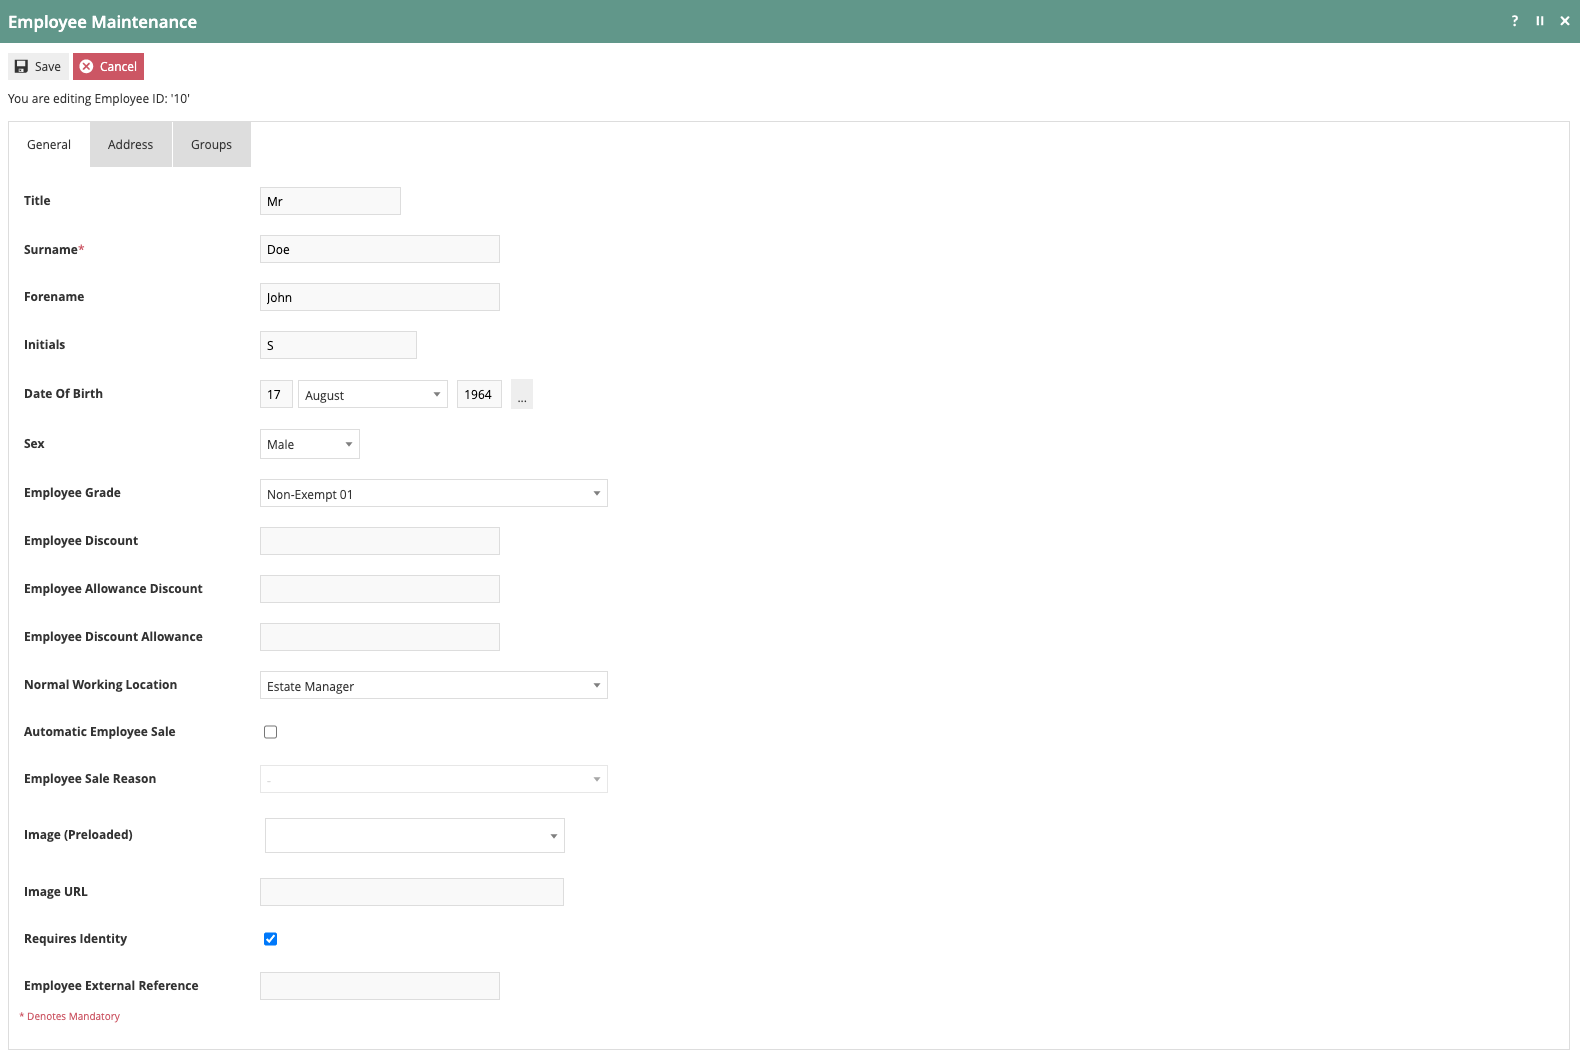 Employee Maintenance ? 
Save Cancel
You are editing Employee ID: '10'
General Address Groups
Title Mr
Surname* Doe
Forename John
Initials S
Date Of Birth 17 August 1964 ...
Sex Male
Employee Grade Non-Exempt 01
Employee Discount
Employee Allowance Discount
Employee Discount Allowance
Normal Working Location Estate Manager
Automatic Employee Sale
Employee Sale Reason -
Image (Preloaded)
Image URL
Requires Identity
Employee External Reference
* Denotes Mandatory